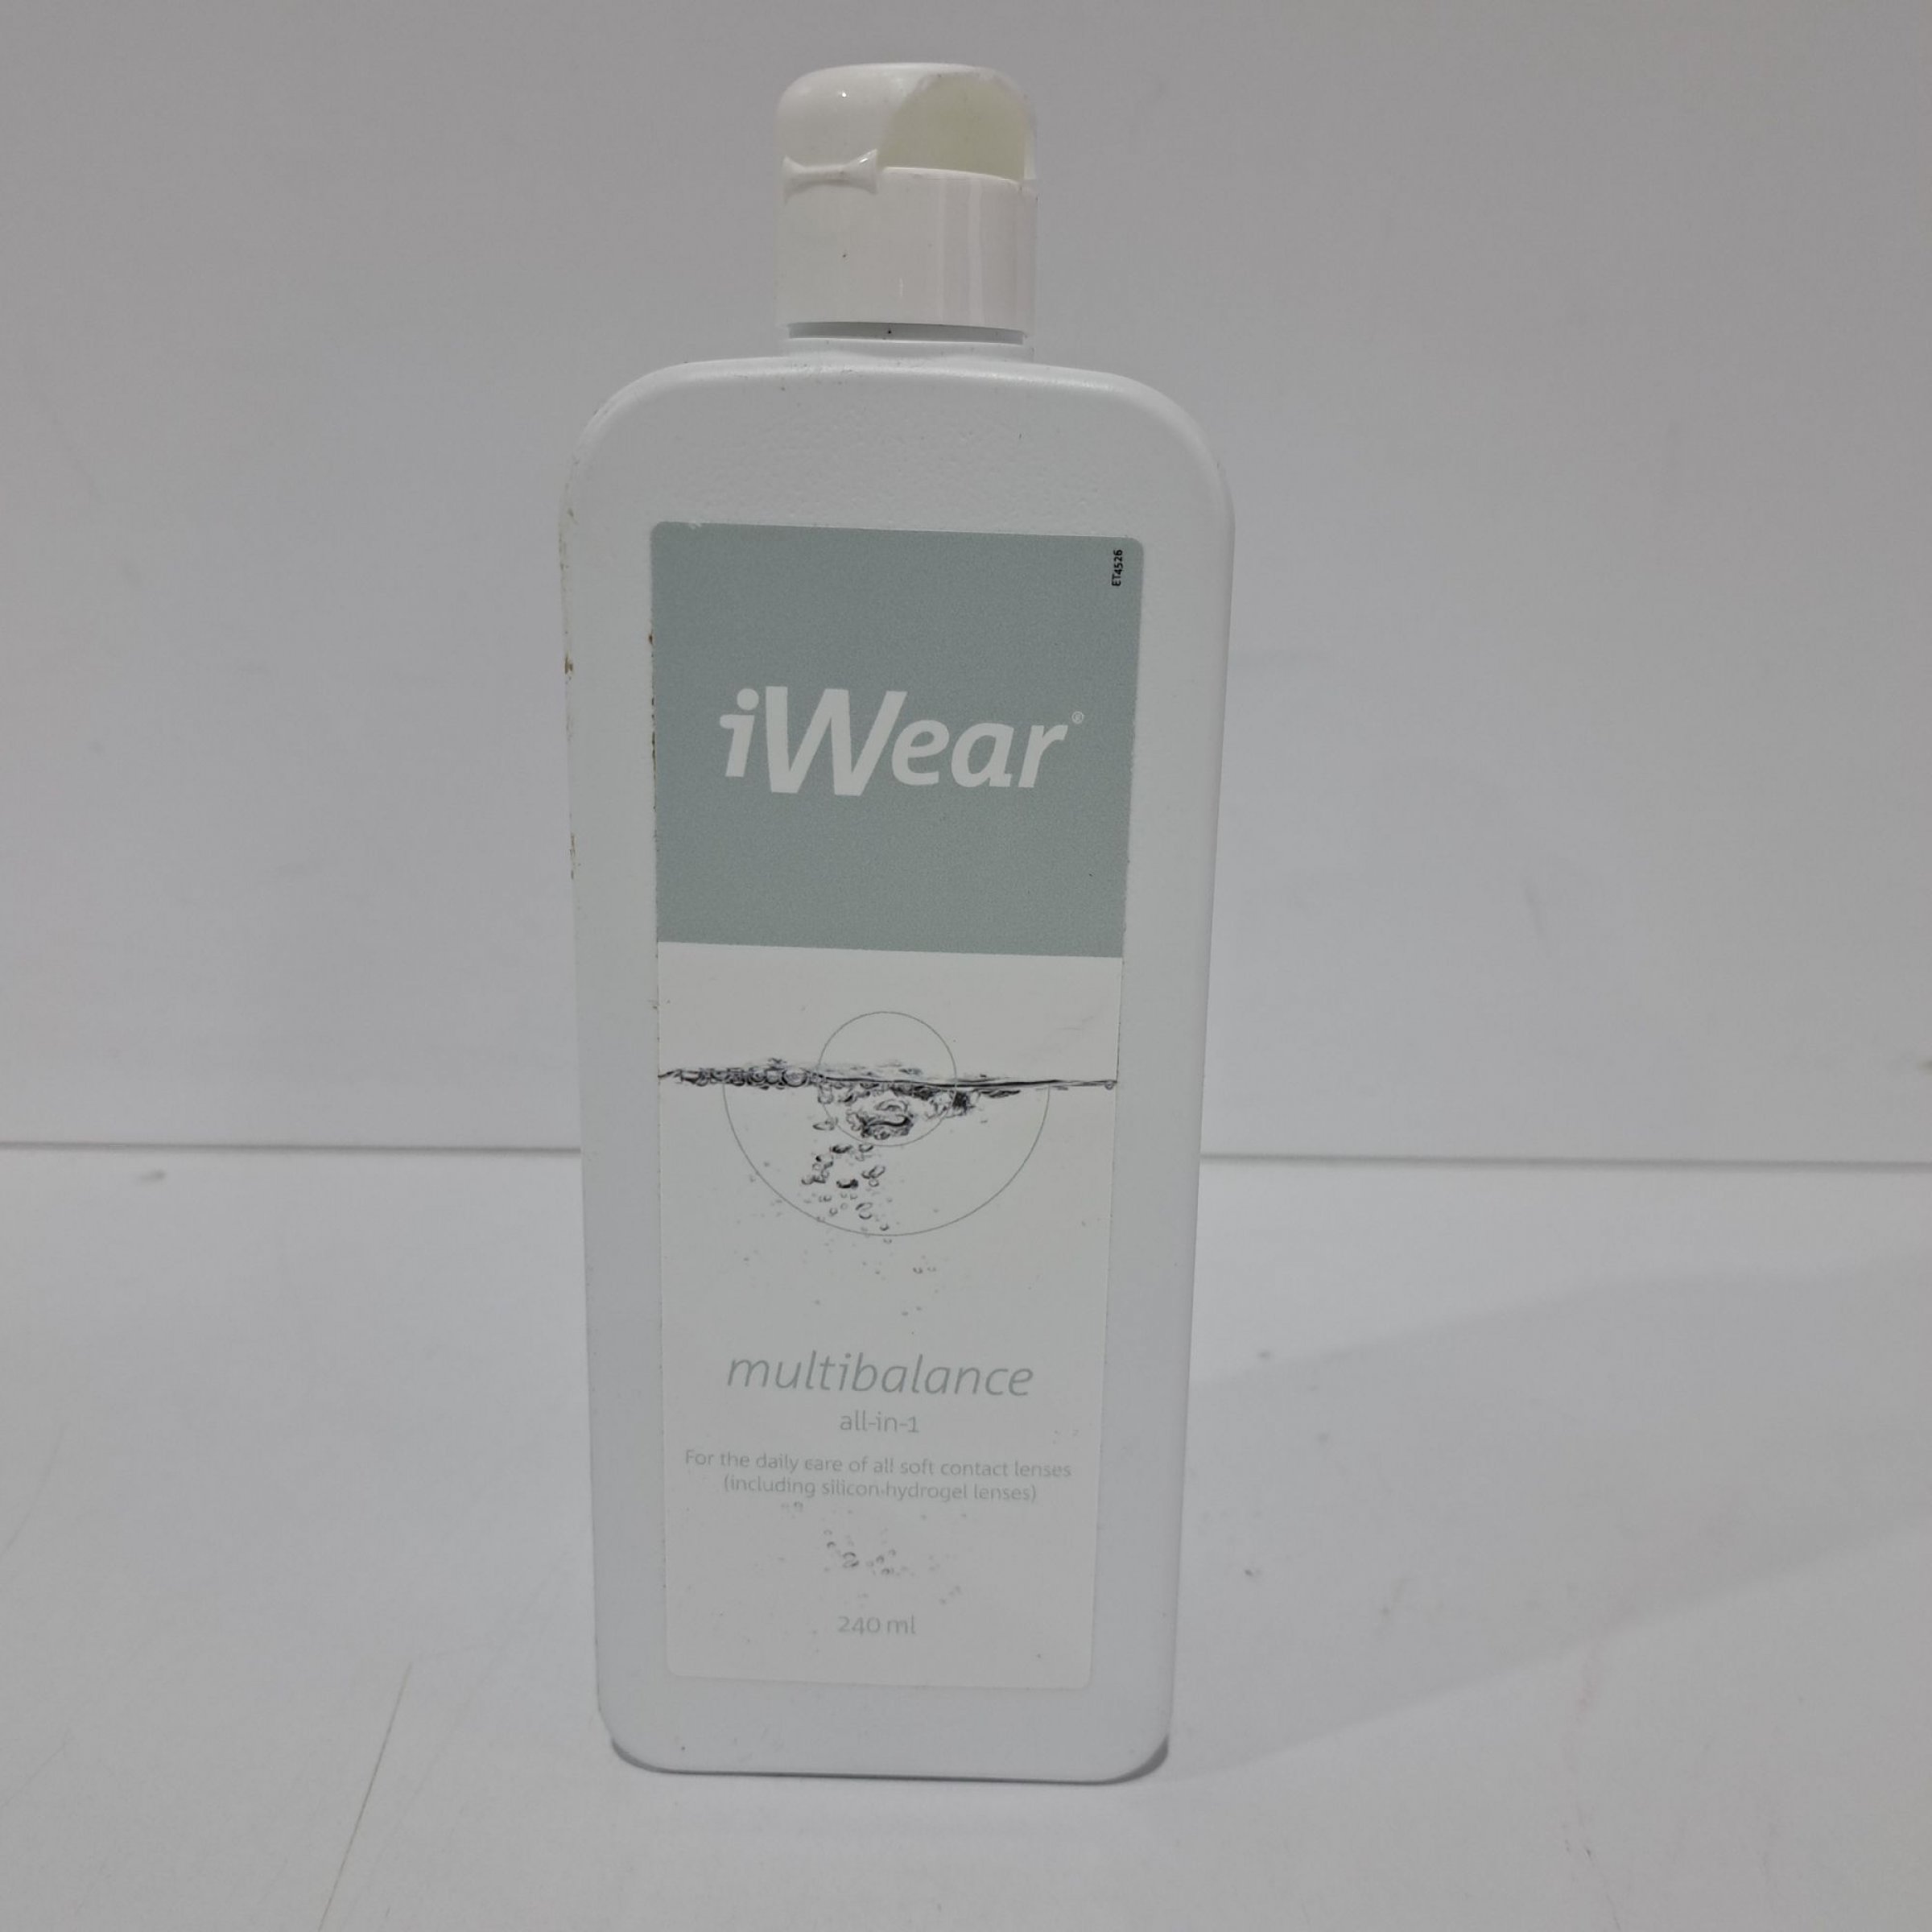 ET4526
iWear®
multibalance
all-in-1
For the daily care of all soft contact lenses
(including silicon-hydrogel lenses)
240 ml